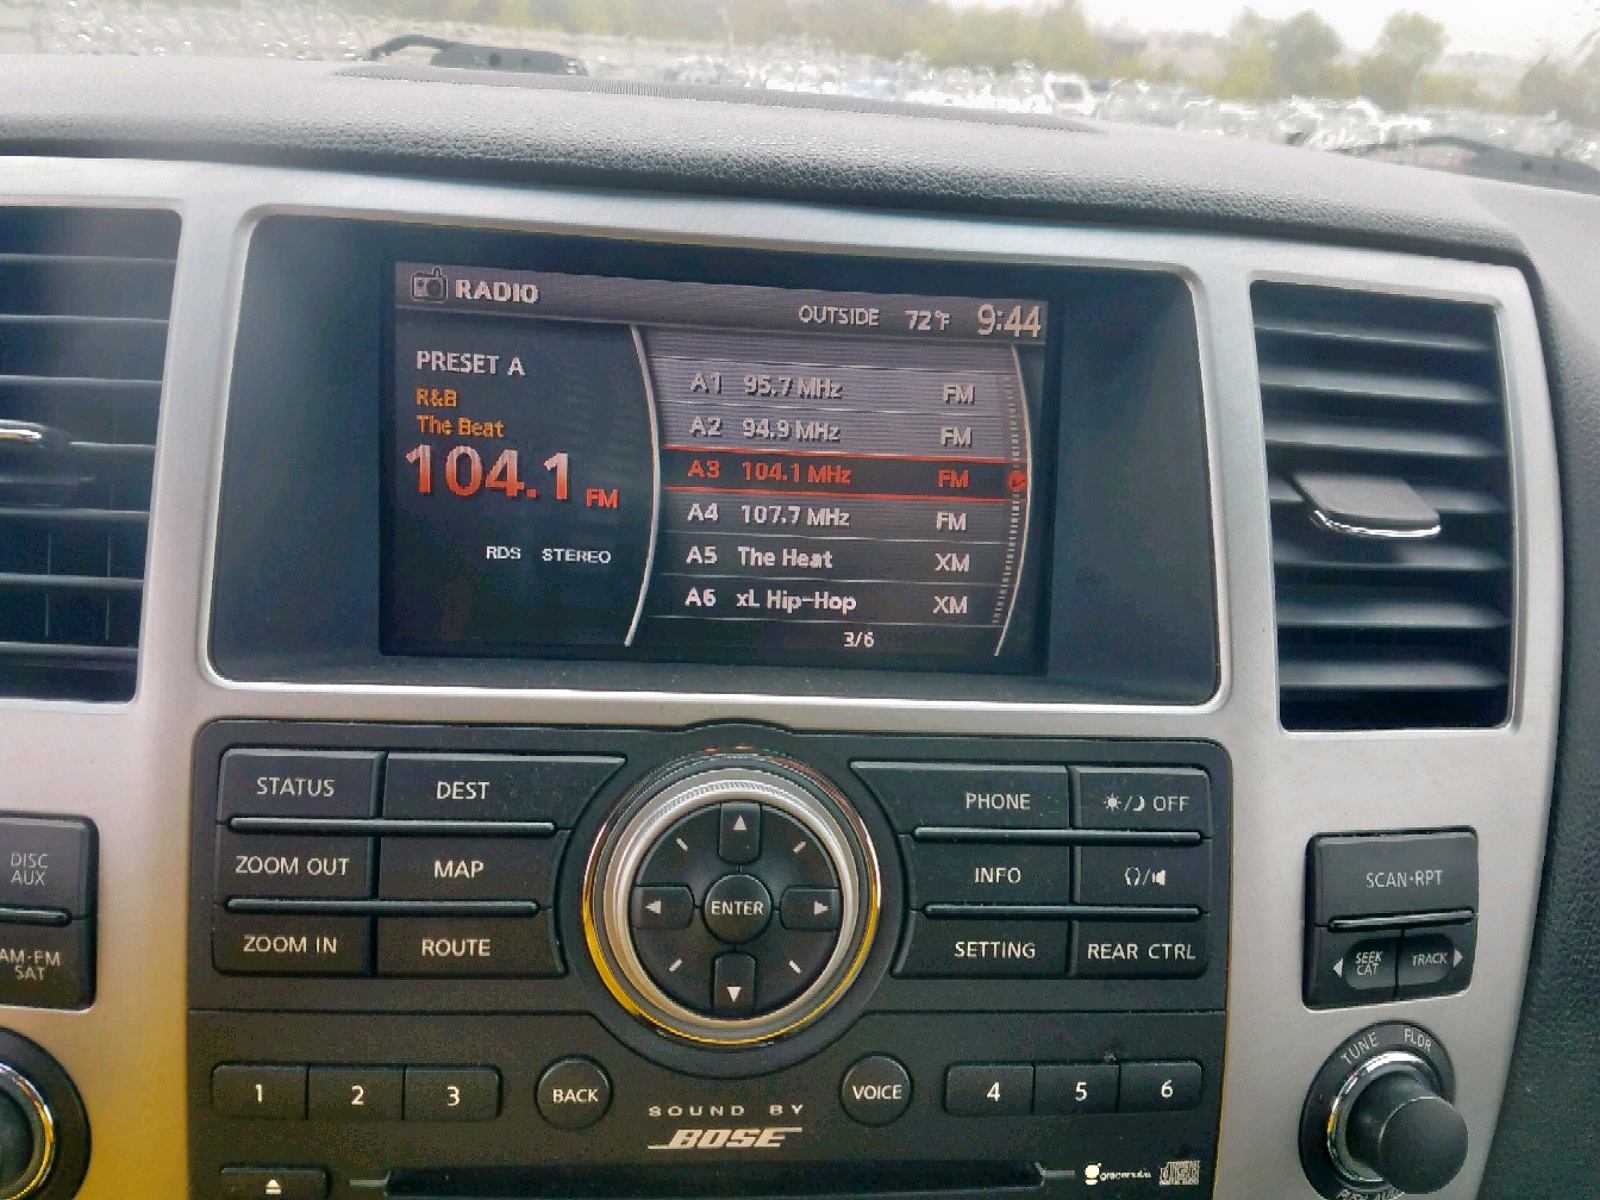 RADIO
OUTSIDE 72°F 9:44
PRESET A
R&B
The Beat
104.1 FM
RDS STEREO
A1 95.7 MHz FM
A2 94.9 MHz FM
A3 104.1 MHz FM
A4 107.7 MHz FM
A5 The Heat XM
A6 xL Hip-Hop XM
3/6
STATUS DEST
ZOOM OUT MAP
ZOOM IN ROUTE
ENTER
PHONE OFF
INFO
SETTING REAR CTRL
DISC
AUX
AM·FM
SAT
SCAN·RPT
SEEK
CAT
TRACK
TUNE FLDR
1 2 3 BACK VOICE 4 5 6
SOUND BY
BOSE
gracenote